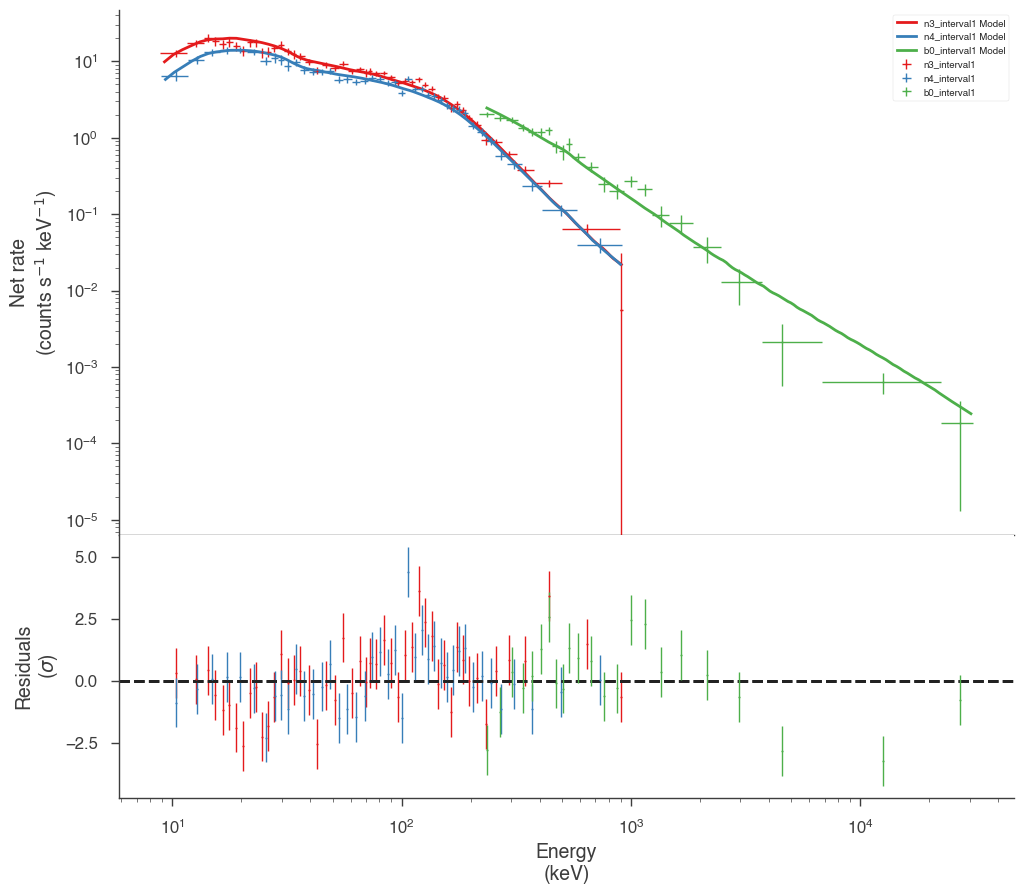 n3_interval1 Model
n4_interval1 Model
b0_interval1 Model
n3_interval1
n4_interval1
b0_interval1
Net rate
(counts s⁻¹ keV⁻¹)
10¹
10⁰
10⁻¹
10⁻²
10⁻³
10⁻⁴
10⁻⁵
Residuals
(σ)
5.0
2.5
0.0
−2.5
10¹ 10² 10³ 10⁴
Energy
(keV)